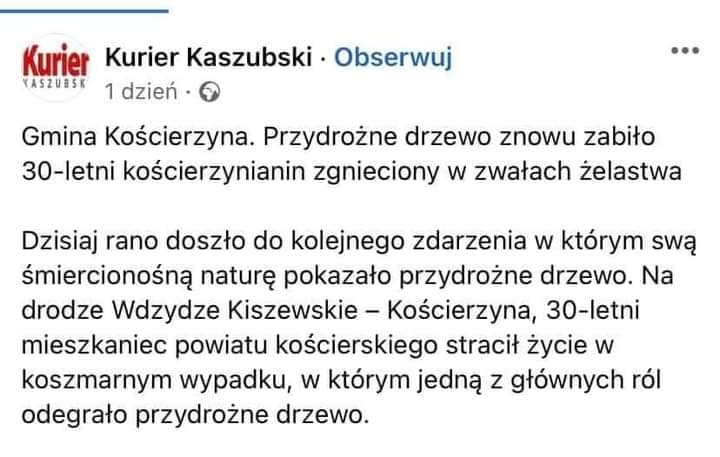 Kurier
KASZUBSK
Kurier Kaszubski · Obserwuj
1 dzień ·
Gmina Kościerzyna. Przydrożne drzewo znowu zabiło
30-letni kościerzynianin zgnieciony w zwałach żelastwa
Dzisiaj rano doszło do kolejnego zdarzenia w którym swą
śmiercionośną naturę pokazało przydrożne drzewo. Na
drodze Wdzydze Kiszewskie – Kościerzyna, 30-letni
mieszkaniec powiatu kościerskiego stracił życie w
koszmarnym wypadku, w którym jedną z głównych ról
odegrało przydrożne drzewo.